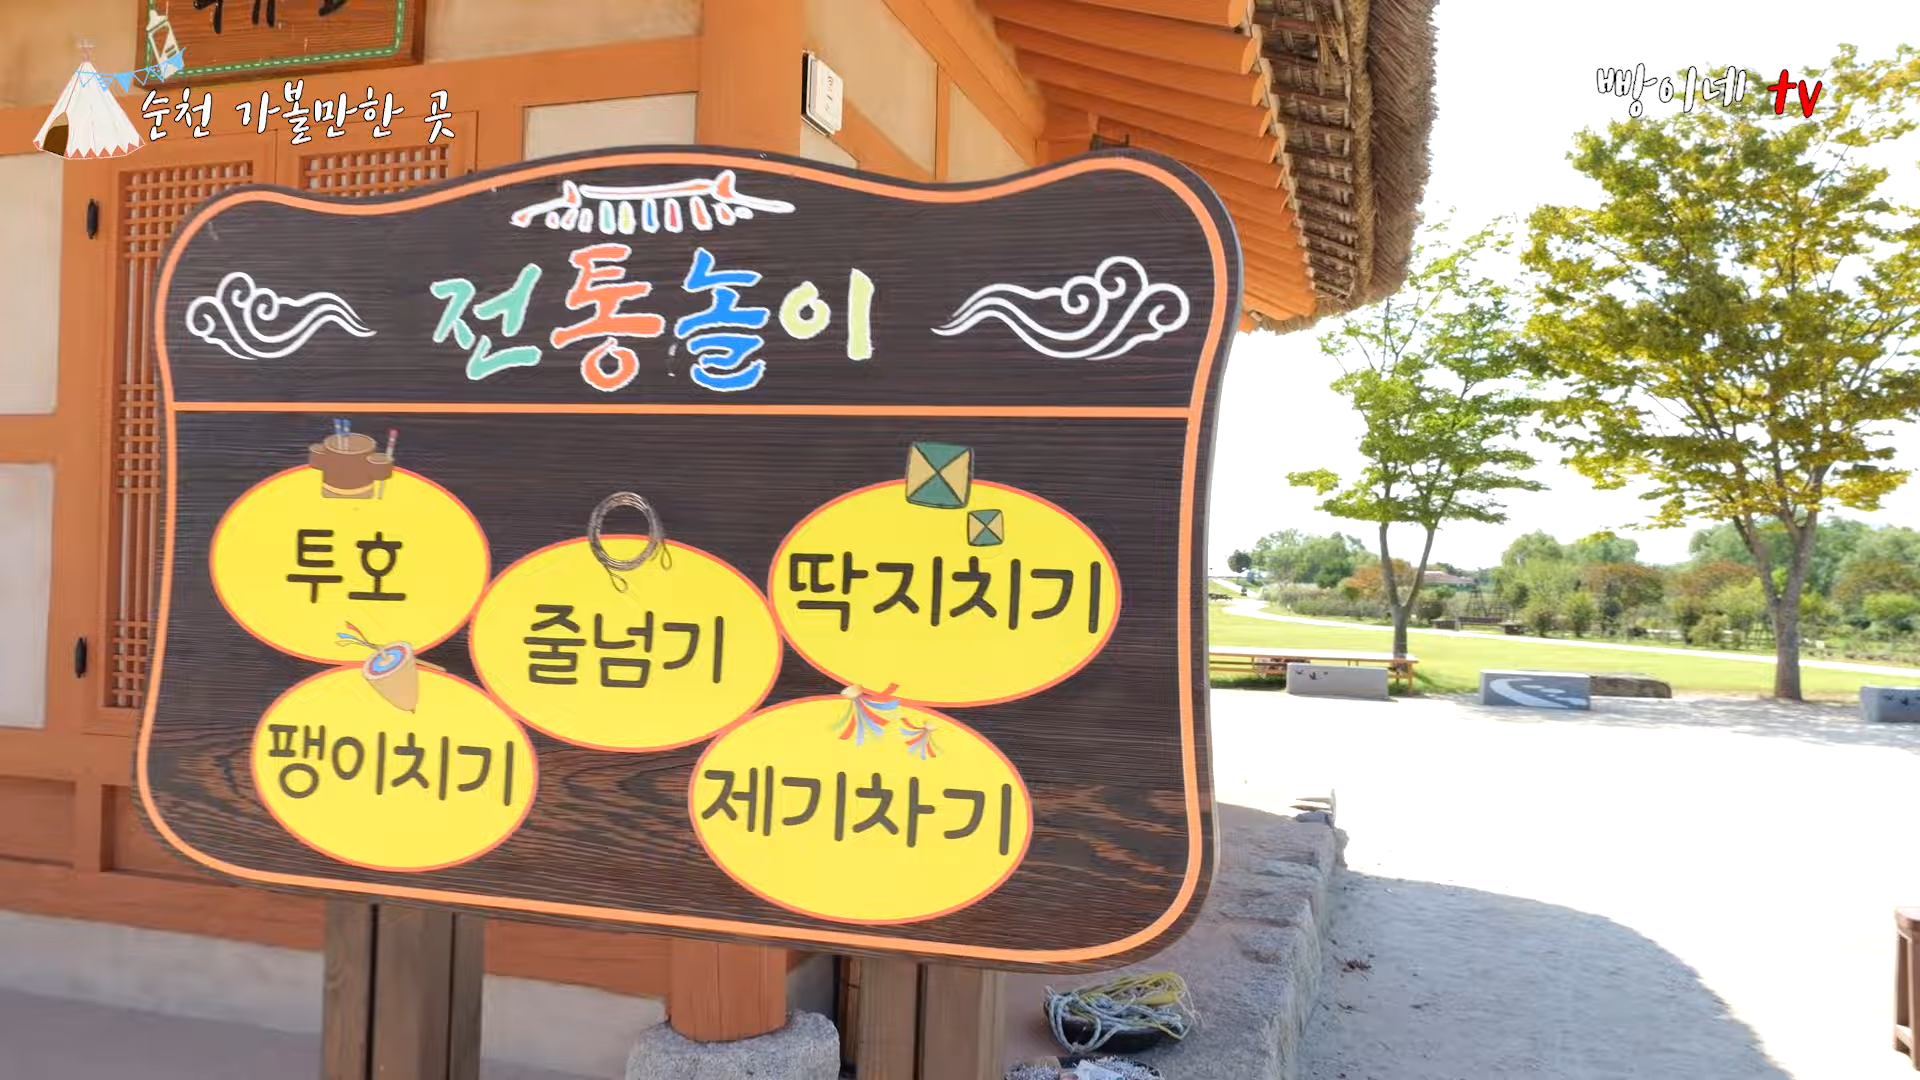 순천 가볼만한 곳
빵이네 tv
전통놀이
투호
줄넘기
딱지치기
팽이치기
제기차기